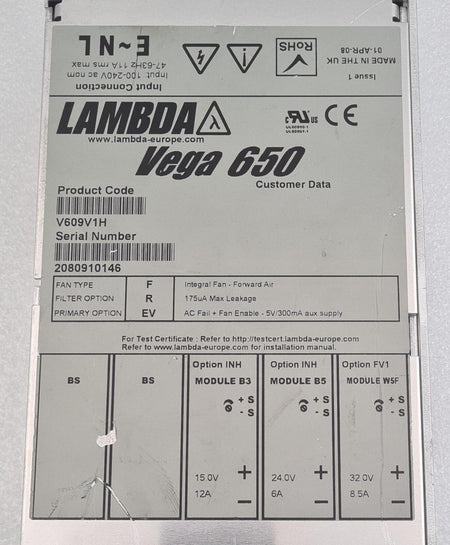 E ~ NL
Input Connection
input 100-240V ac nom
47-63Hz 11A rms max
RoHS
Issue 1
MADE IN THE UK
01-APR-08
LAMBDA
www.lambda-europe.com
c UL us
CE
Vega 650
Customer Data
Product Code
V609V1H
Serial Number
2080910146
FAN TYPE F Integral Fan - Forward Air
FILTER OPTION R 175uA Max Leakage
PRIMARY OPTION EV AC Fail + Fan Enable - 5V/300mA aux supply
For Test Certificate : Refer to http://testcert.lambda-europe.com
Refer to www.lambda-europe.com for installation manual.
BS
BS
Option INH
MODULE B3
+ S
- S
15.0V +
12A -
Option INH
MODULE B5
+ S
- S
24.0V +
6A -
Option FV1
MODULE W5F
+ S
- S
32.0V +
8.5A -